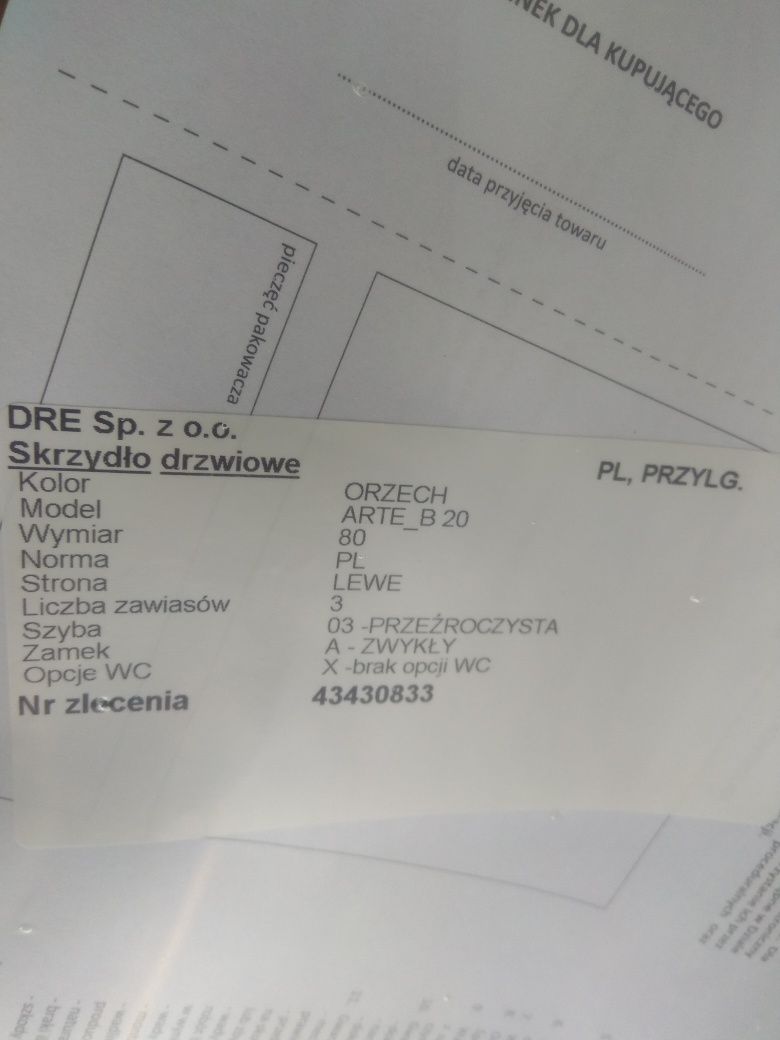 DLA KUPUJĄCEGO
data przyjęcia towaru
pieczęć pakowacza
DRE Sp. z o.o.
Skrzydło drzwiowe
PL, PRZYLG.
Kolor ORZECH
Model ARTE_B 20
Wymiar 80
Norma PL
Strona LEWE
Liczba zawiasów 3
Szyba 03 -PRZEŹROCZYSTA
Zamek A - ZWYKŁY
Opcje WC X -brak opcji WC
Nr zlecenia 43430833